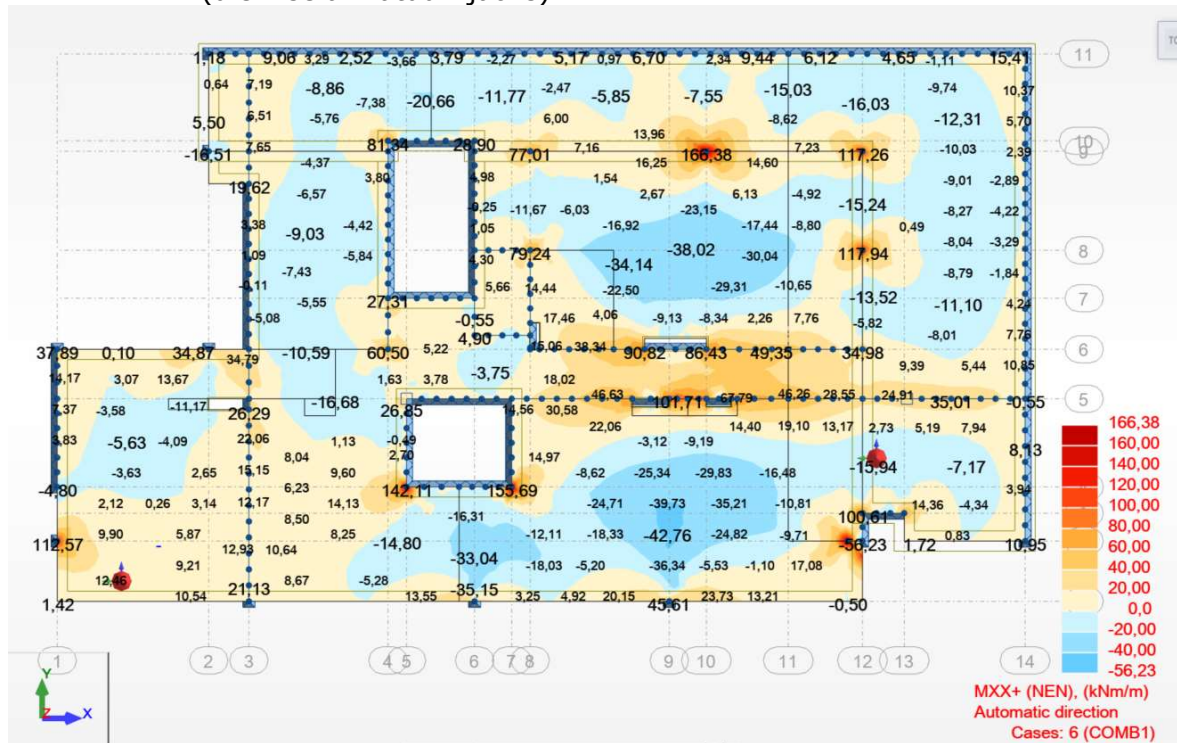 TO
11
1,18 9,06 3,29 2,52 -3,66 3,79 -2,27 5,17 0,97 6,70 2,34 9,44 6,12 4,65 -1,11 15,41
0,64 7,19 -8,86 -7,38 -20,66 -11,77 -2,47 -5,85 -7,55 -15,03 -16,03 -9,74 10,37
5,50 6,51 -5,76 6,00 13,96 -8,62 -12,31 5,70
10
9
-16,51 7,65 -4,37 81,34 28,90 77,01 7,16 16,25 166,38 14,60 7,23 117,26 -10,03 2,39
19,62 -6,57 3,80 4,98 1,54 2,67 6,13 -4,92 -9,01 -2,89
3,38 -9,03 -4,42 -11,67 -6,03 -16,92 -23,15 -17,44 -8,80 -15,24 0,49 -8,27 -4,22
1,09 -5,84 1,05 4,30 79,24 -34,14 -38,02 -30,04 117,94 -8,04 -3,29
8
-0,11 -7,43 5,66 14,44 -22,50 -29,31 -10,65 -13,52 -8,79 -1,84
-5,55 27,31 -11,10 4,24
7
-5,08 -0,55 17,46 4,06 -9,13 -8,34 2,26 7,76 -5,82 -8,01 7,76
4,90
37,89 0,10 34,87 34,79 -10,59 60,50 5,22 15,06 38,34 90,82 86,43 49,35 34,98 9,39 5,44 10,85
6
14,17 3,07 13,67 1,63 3,78 -3,75 18,02
7,37 -3,58 -11,17 26,29 -16,68 26,85 14,56 30,58 46,63 101,71 67,79 46,26 28,55 24,91 35,01 -0,55
5
3,83 -5,63 -4,09 22,06 1,13 -0,49 22,06 -3,12 -9,19 14,40 19,10 13,17 2,73 5,19 7,94 8,13
2,70
-3,63 2,65 15,15 8,04 9,60 14,97 -8,62 -25,34 -29,83 -16,48 -15,94 -7,17
-4,80 6,23 142,11 155,69 3,94
2,12 0,26 3,14 12,17 14,13 -24,71 -39,73 -35,21 -10,81 14,36 -4,34
8,50 -16,31 100,61
112,57 9,90 5,87 8,25 -14,80 -12,11 -18,33 -42,76 -24,82 -9,71 -56,23 1,72 0,83 10,95
12,93 10,64 -33,04
9,21 -18,03 -5,20 -36,34 -5,53 -1,10 17,08
12,46 21,13 8,67 -5,28 -35,15
1,42 10,54 13,55 3,25 4,92 20,15 45,61 23,73 13,21 -0,50
1 2 3 4 5 6 7 8 9 10 11 12 13 14
166,38
160,00
140,00
120,00
100,00
80,00
60,00
40,00
20,00
0,0
-20,00
-40,00
-56,23
Y
Z X
MXX+ (NEN), (kNm/m)
Automatic direction
Cases: 6 (COMB1)